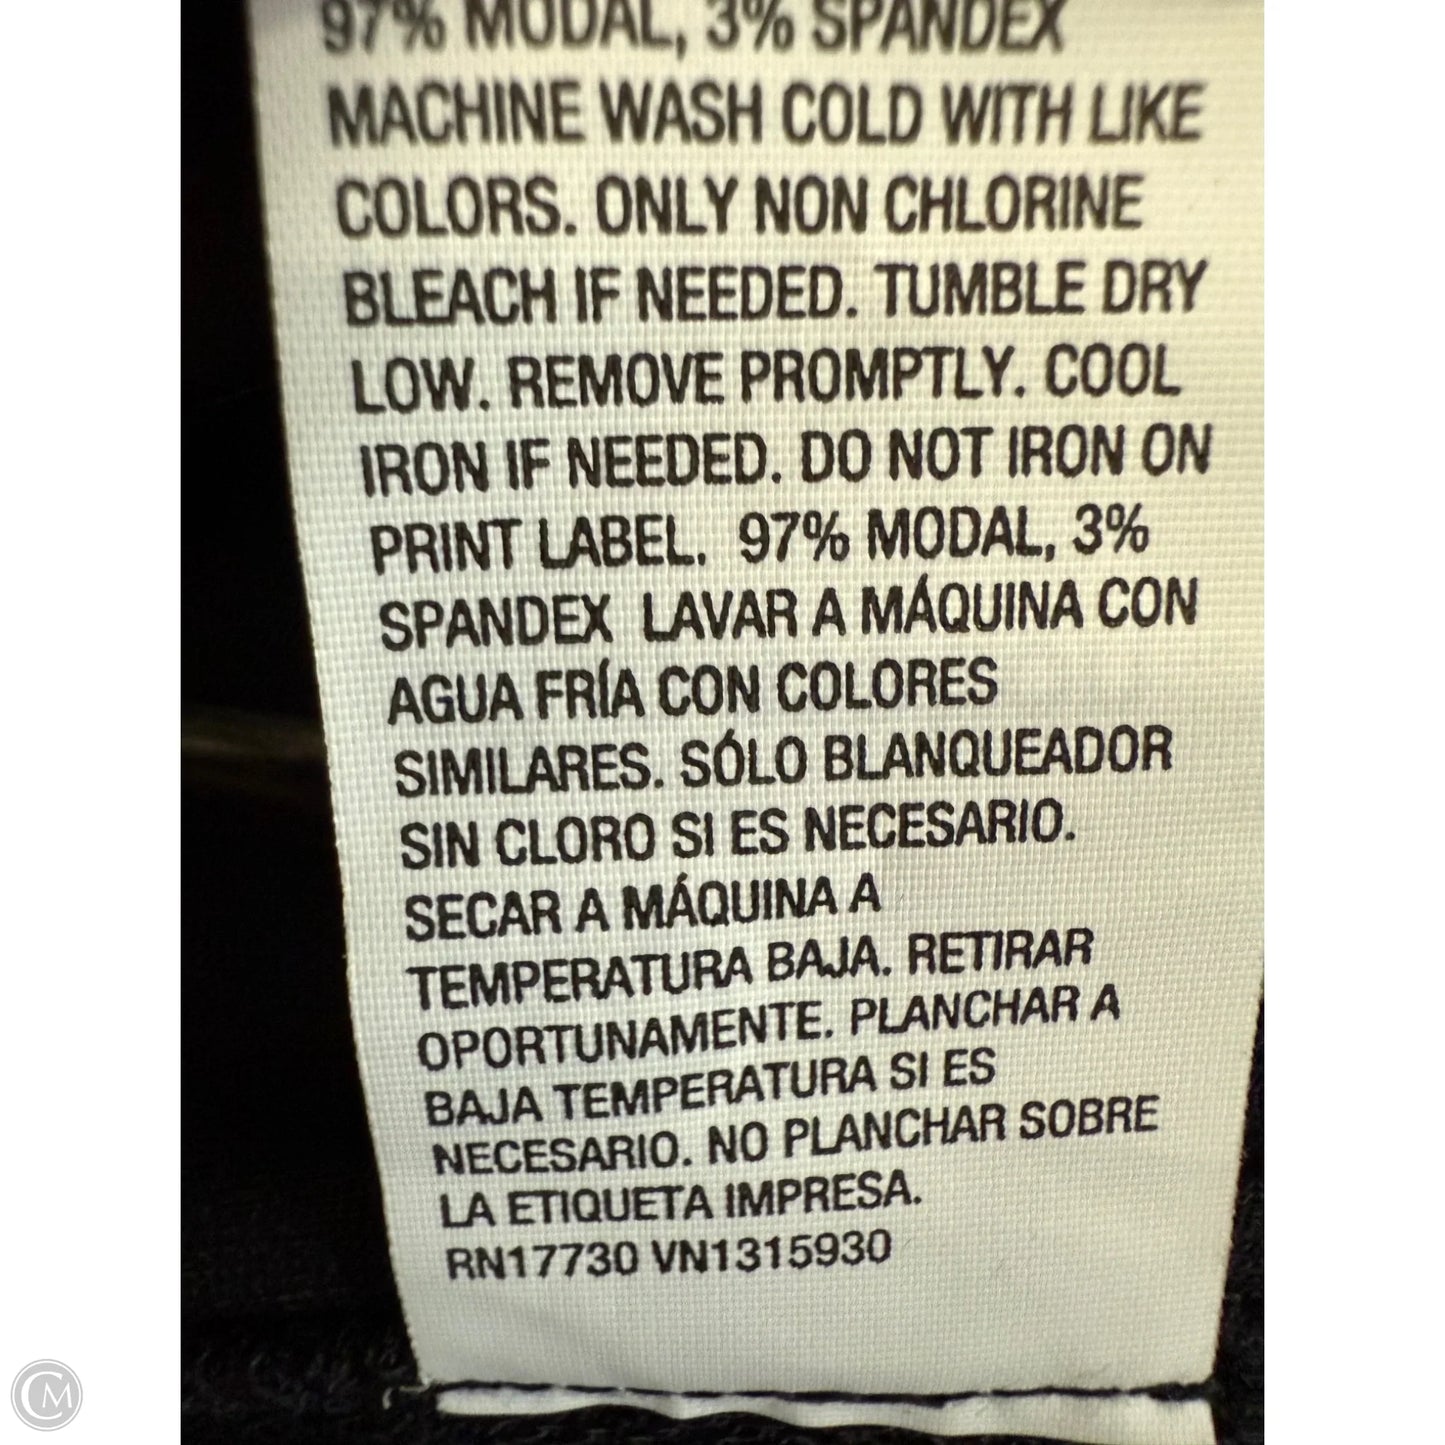 97% MODAL, 3% SPANDEX
MACHINE WASH COLD WITH LIKE
COLORS. ONLY NON CHLORINE
BLEACH IF NEEDED. TUMBLE DRY
LOW. REMOVE PROMPTLY. COOL
IRON IF NEEDED. DO NOT IRON ON
PRINT LABEL. 97% MODAL, 3%
SPANDEX LAVAR A MÁQUINA CON
AGUA FRÍA CON COLORES
SIMILARES. SÓLO BLANQUEADOR
SIN CLORO SI ES NECESARIO.
SECAR A MÁQUINA A
TEMPERATURA BAJA. RETIRAR
OPORTUNAMENTE. PLANCHAR A
BAJA TEMPERATURA SI ES
NECESARIO. NO PLANCHAR SOBRE
LA ETIQUETA IMPRESA.
RN17730 VN1315930
CM